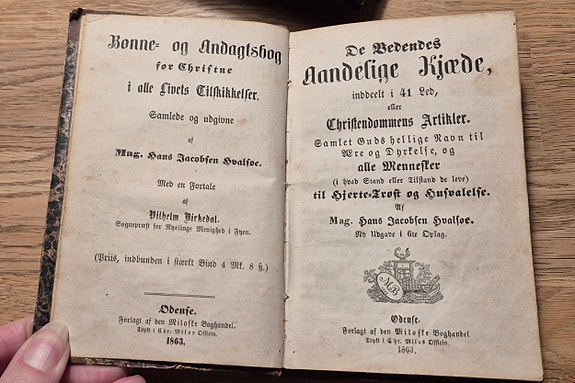 Bønne- og Andagtsbog
for Christne
i alle Livets Tilskikkelser.
Samlede og udgivne
af
Mag. Hans Jacobsen Hvalsøe.
Med en Fortale
af
Vilhelm Birkedal.
Sognepræst for Ryslinge Menighed i Fyen.
(Priis, indbunden i stærkt Bind 4 Mk. 8 ß.)
Odense.
Forlagt af den Miloske Boghandel.
Trykt i Chr. Milos Officin.
1863.
De Bedendes
Aandelige Kjæde,
inddeelt i 41 Led,
eller
Christendommens Artikler.
Samlet Guds hellige Navn til
Ære og Dyrkelse, og
alle Mennesker
(i hvad Stand eller Tilstand de leve)
til Hjerte-Trøst og Husvalelse.
Af
Mag. Hans Jacobsen Hvalsøe.
Ny Udgave i 6te Oplag.
MB
Odense.
Forlagt af den Miloske Boghandel.
Trykt i Chr. Milos Officin.
1863.